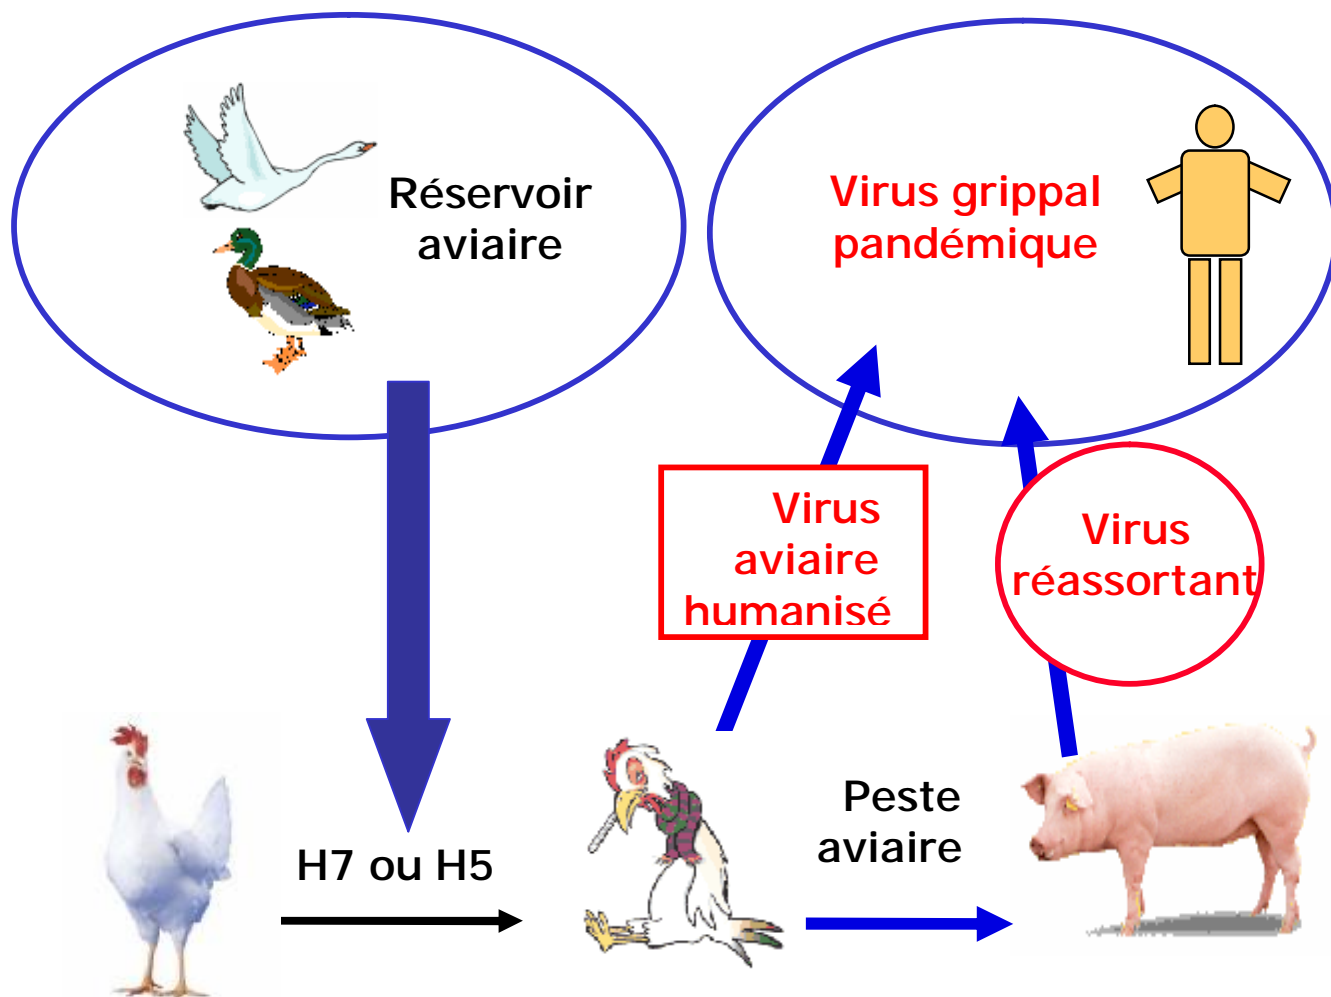 Réservoir
aviaire
Virus grippal
pandémique
Virus
aviaire
humanisé
Virus
réassortant
H7 ou H5
Peste
aviaire